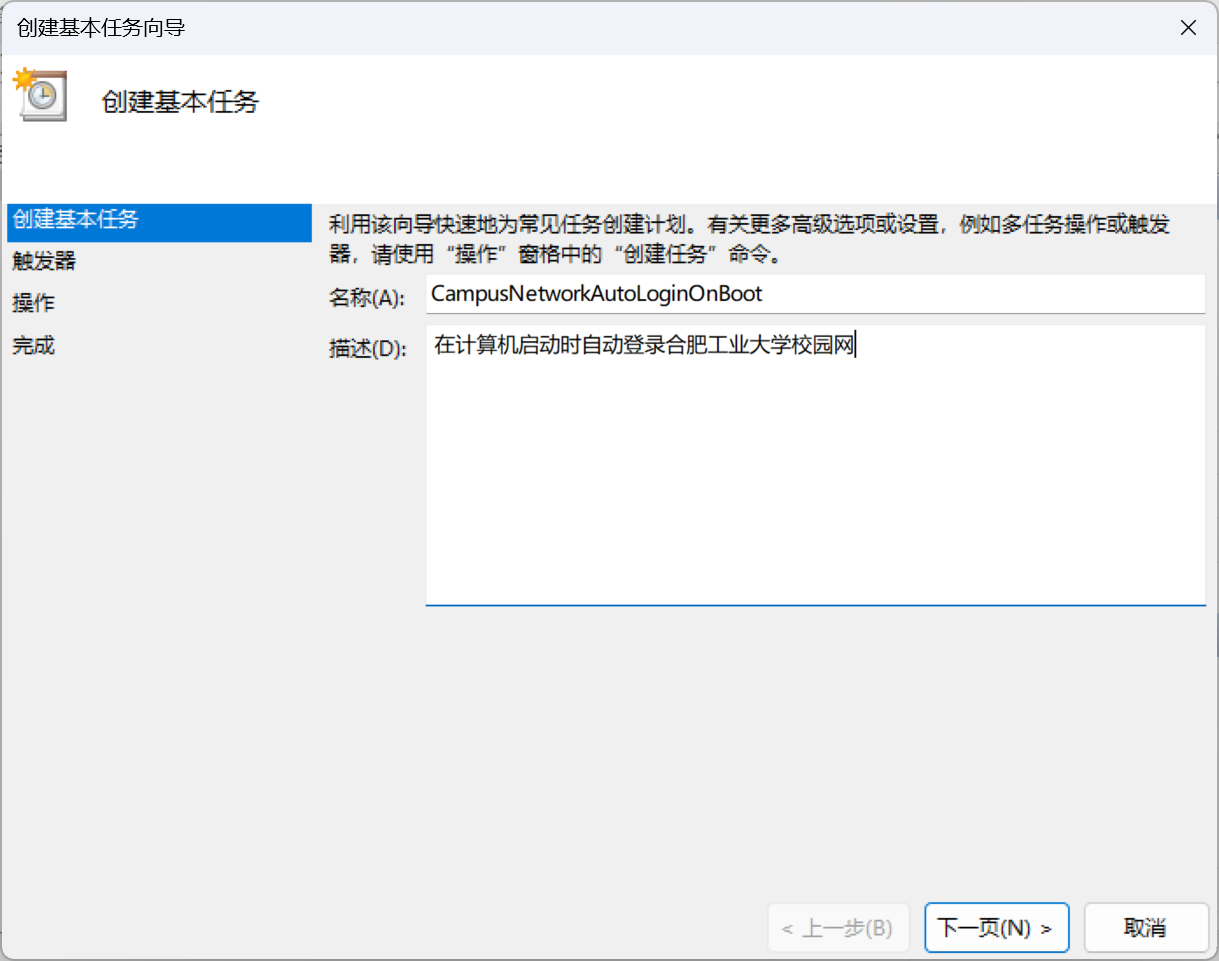 创建基本任务向导
创建基本任务
创建基本任务
触发器
操作
完成
利用该向导快速地为常见任务创建计划。有关更多高级选项或设置，例如多任务操作或触发
器，请使用“操作”窗格中的“创建任务”命令。
名称(A):
CampusNetworkAutoLoginOnBoot
描述(D):
在计算机启动时自动登录合肥工业大学校园网
< 上一步(B)
下一页(N) >
取消